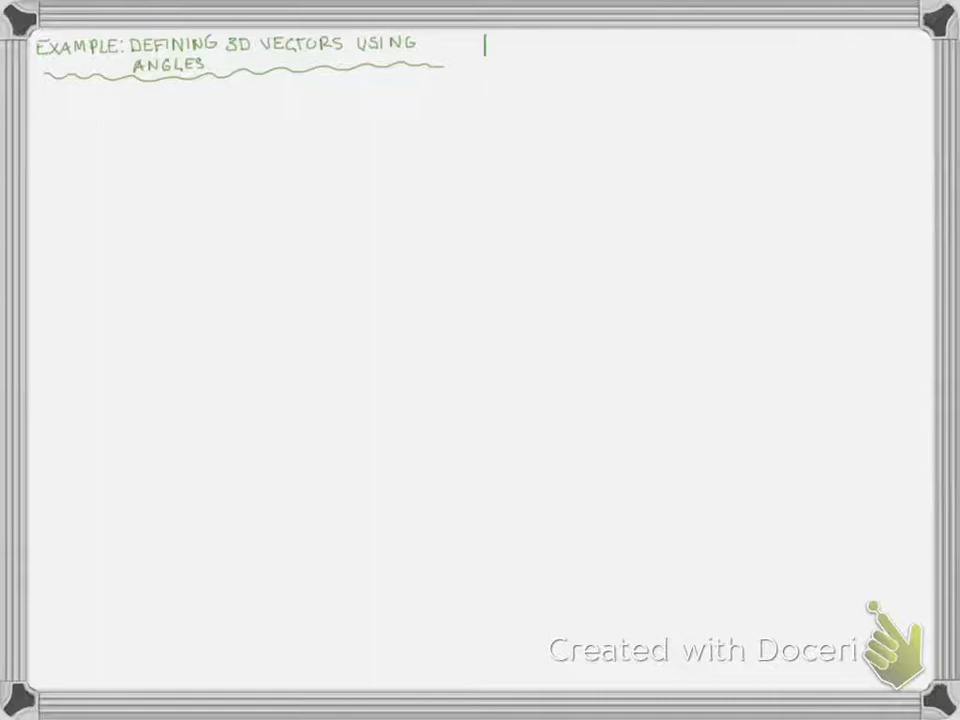 EXAMPLE: DEFINING 3D VECTORS USING
ANGLES
Created with Doceri